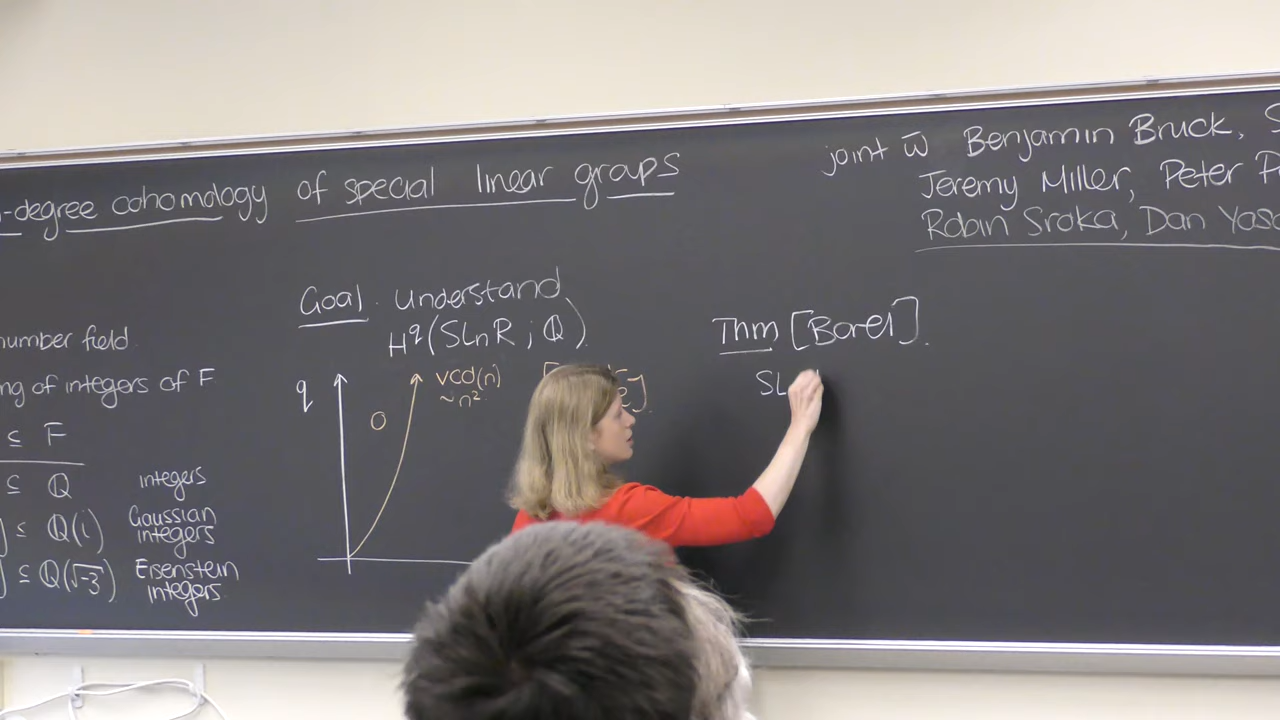 -degree cohomology of special linear groups
joint w̄ Benjamin Bruck,
Jeremy Miller, Peter
Robin Sroka, Dan
number field
ng of integers of F
⊆ F
⊆ Q integers
] ⊆ Q(i) Gaussian integers
] ⊆ Q(√-3) Eisenstein integers
Goal. Understand
H^q(SLnR; Q)
q
0
vcd(n)
~n²
Thm [Borel].
SL